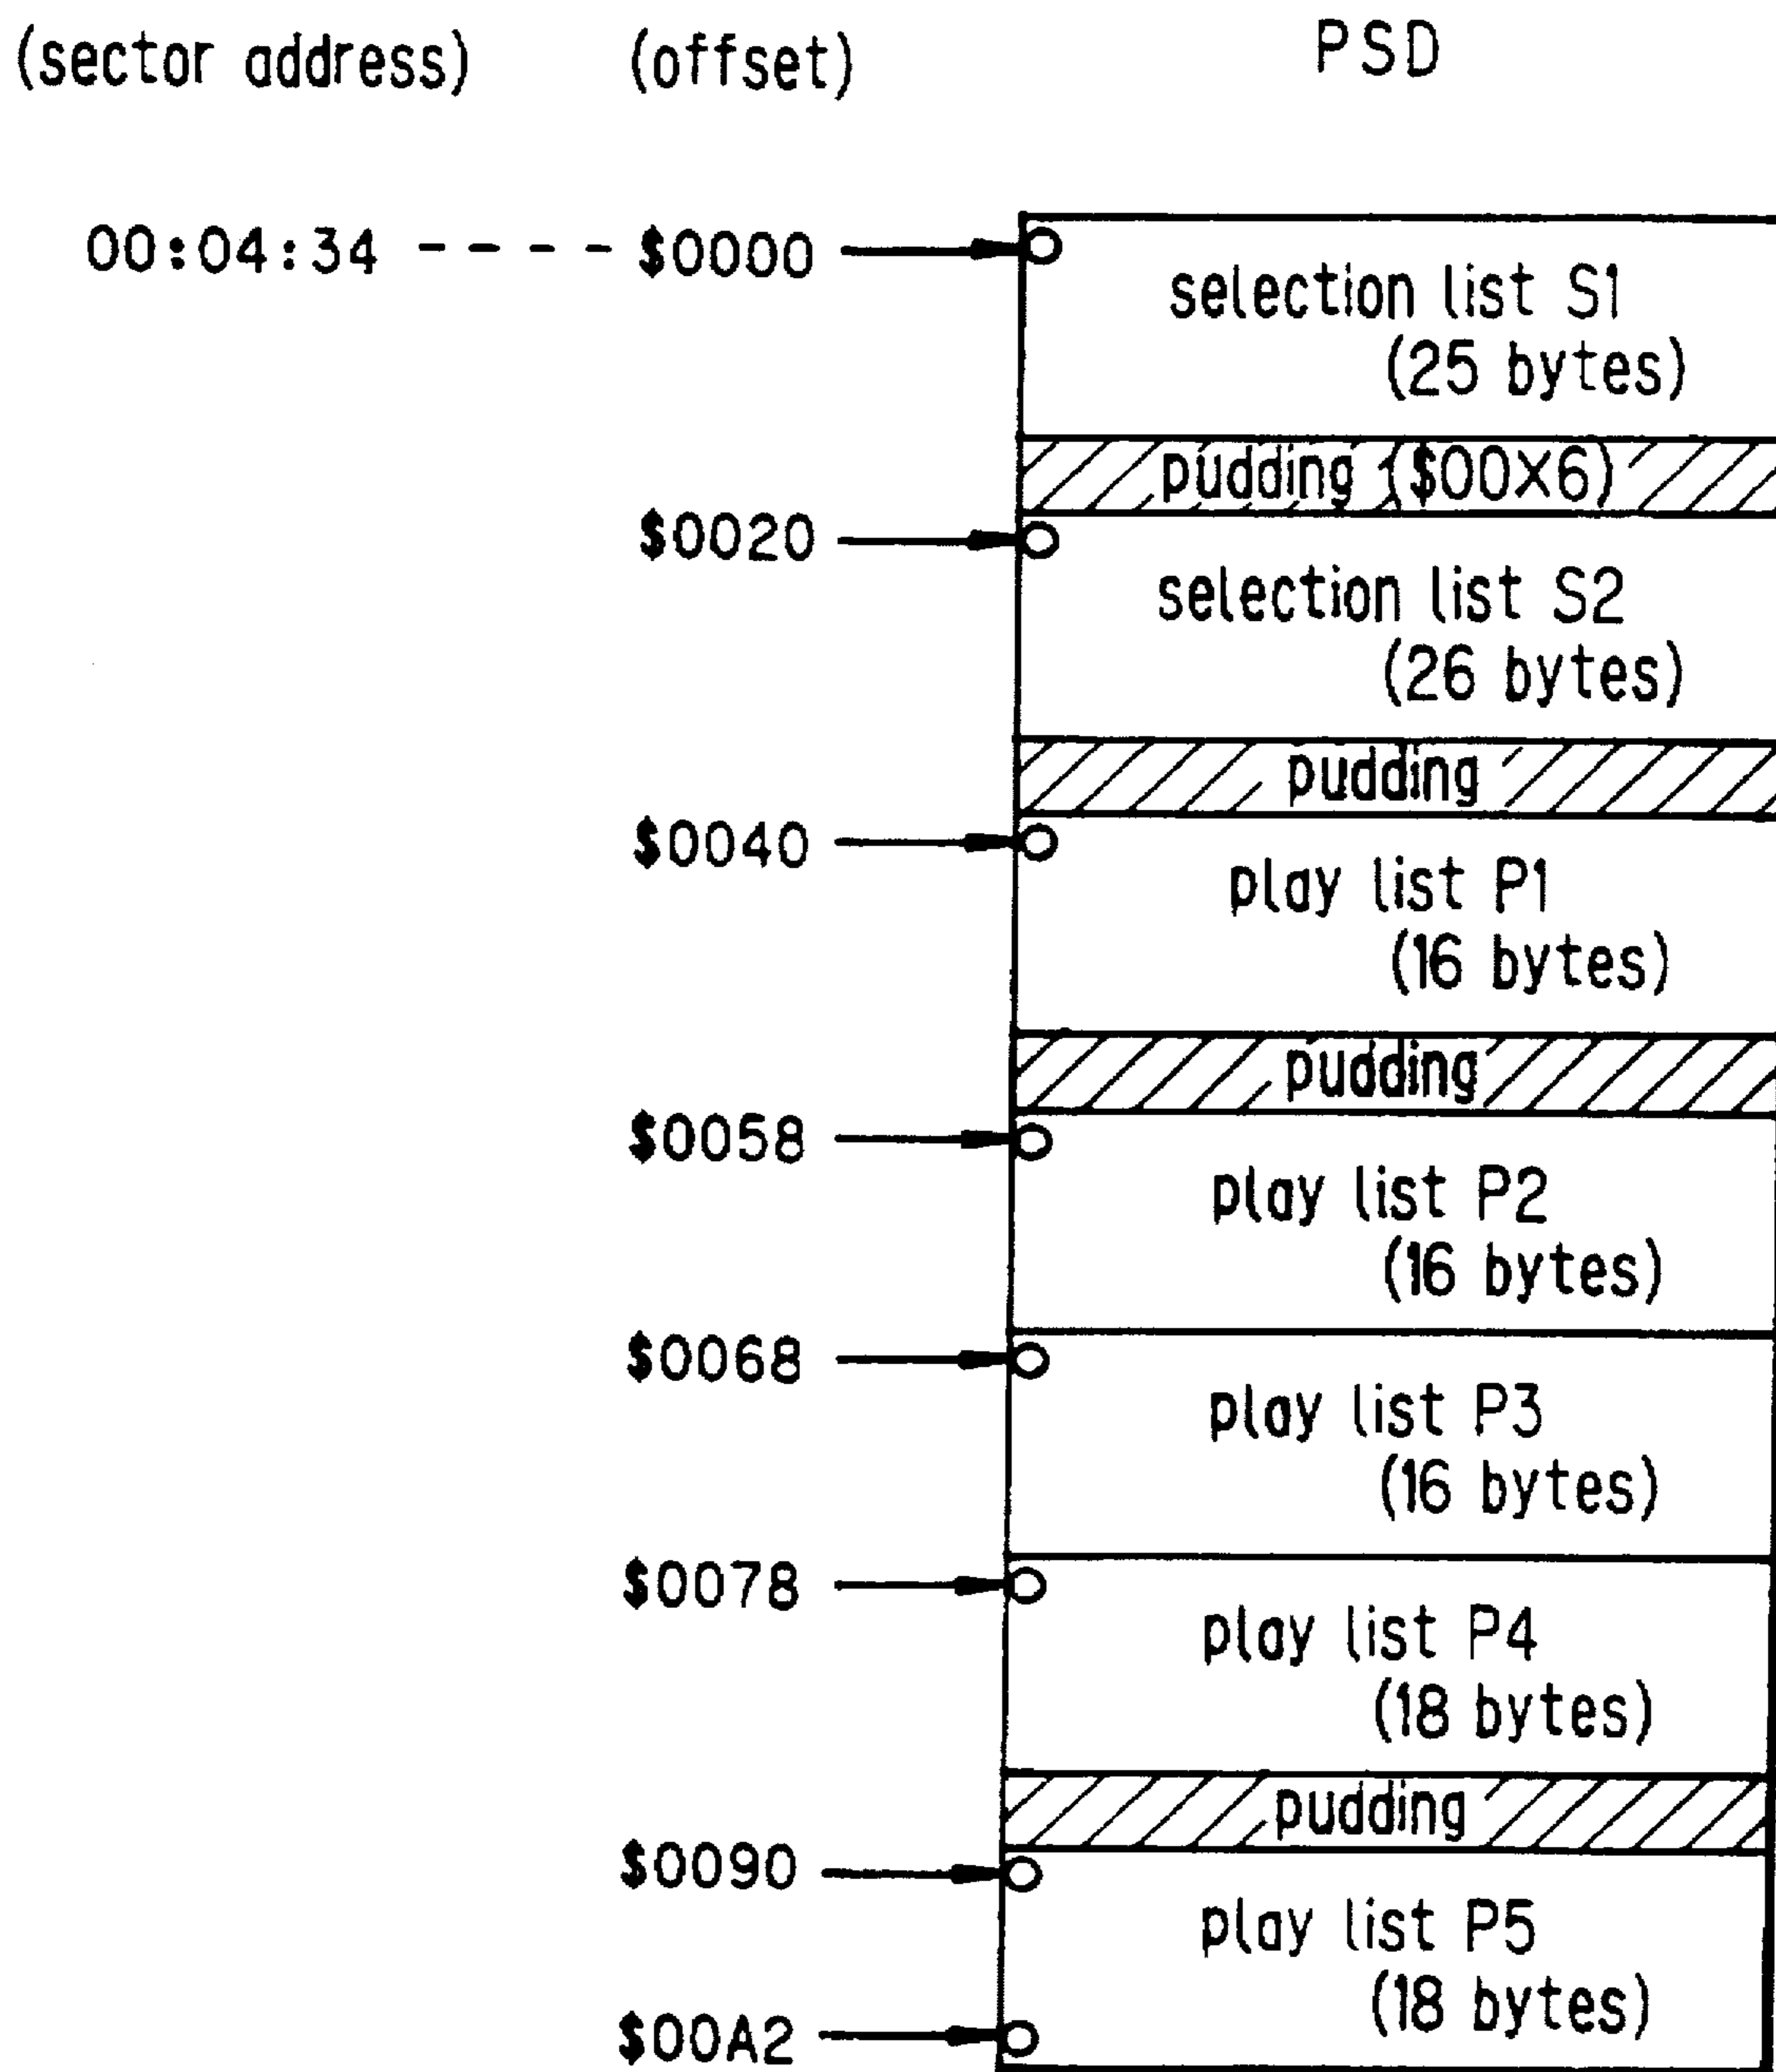 (sector address) (offset) PSD
00:04:34 ---- $0000
selection list S1
(25 bytes)
pudding ($00×6)
$0020
selection list S2
(26 bytes)
pudding
$0040
play list P1
(16 bytes)
pudding
$0058
play list P2
(16 bytes)
$0068
play list P3
(16 bytes)
$0078
play list P4
(18 bytes)
pudding
$0090
play list P5
(18 bytes)
$00A2